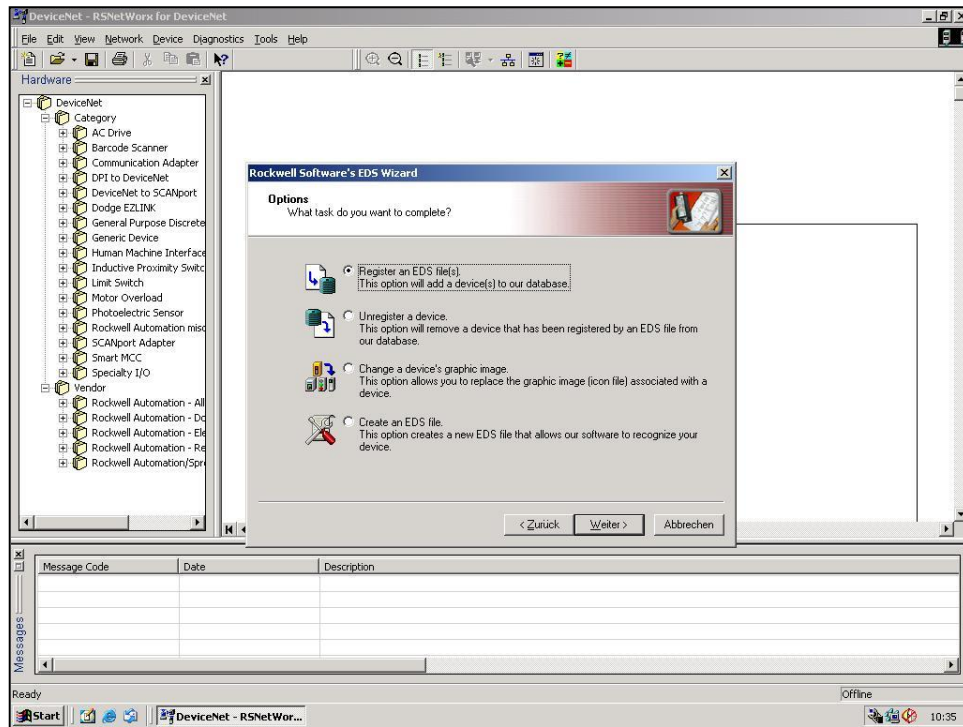 DeviceNet - RSNetWorx for DeviceNet
File Edit View Network Device Diagnostics Tools Help
Hardware
DeviceNet
Category
AC Drive
Barcode Scanner
Communication Adapter
DPI to DeviceNet
DeviceNet to SCANport
Dodge EZLINK
General Purpose Discrete
Generic Device
Human Machine Interface
Inductive Proximity Switc
Limit Switch
Motor Overload
Photoelectric Sensor
Rockwell Automation misc
SCANport Adapter
Smart MCC
Specialty I/O
Vendor
Rockwell Automation - All
Rockwell Automation - Do
Rockwell Automation - Ele
Rockwell Automation - Re
Rockwell Automation/Spre
Rockwell Software's EDS Wizard
Options
What task do you want to complete?
Register an EDS file(s).
This option will add a device(s) to our database.
Unregister a device.
This option will remove a device that has been registered by an EDS file from
our database.
Change a device's graphic image.
This option allows you to replace the graphic image (icon file) associated with a
device.
Create an EDS file.
This option creates a new EDS file that allows our software to recognize your
device.
< Zurück Weiter > Abbrechen
Messages
Message Code Date Description
Ready Offline
Start DeviceNet - RSNetWor... 10:35